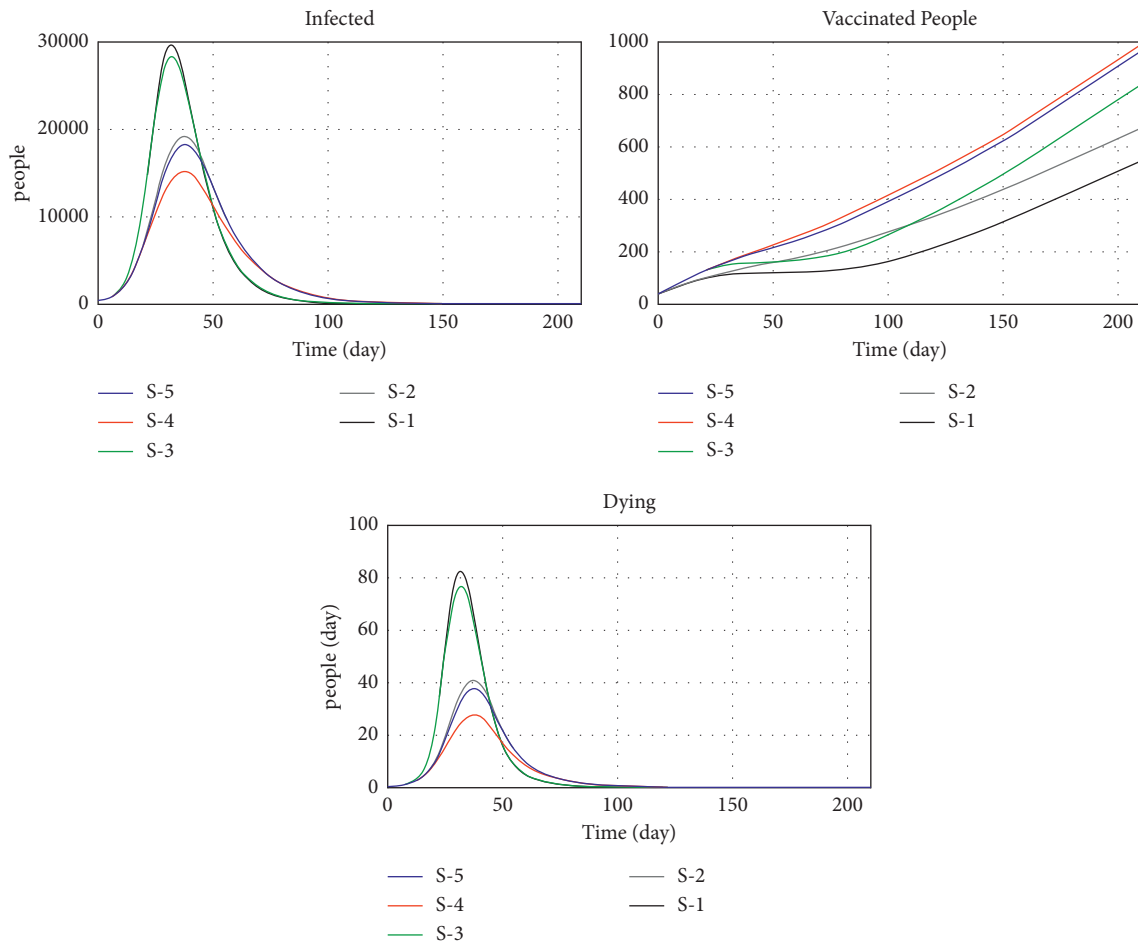 Infected
30000
20000
10000
0
people
0 50 100 150 200
Time (day)
S-5 S-2
S-4 S-1
S-3
Vaccinated People
1000
800
600
400
200
0
0 50 100 150 200
Time (day)
S-5 S-2
S-4 S-1
S-3
Dying
100
80
60
40
20
0
people (day)
0 50 100 150 200
Time (day)
S-5 S-2
S-4 S-1
S-3